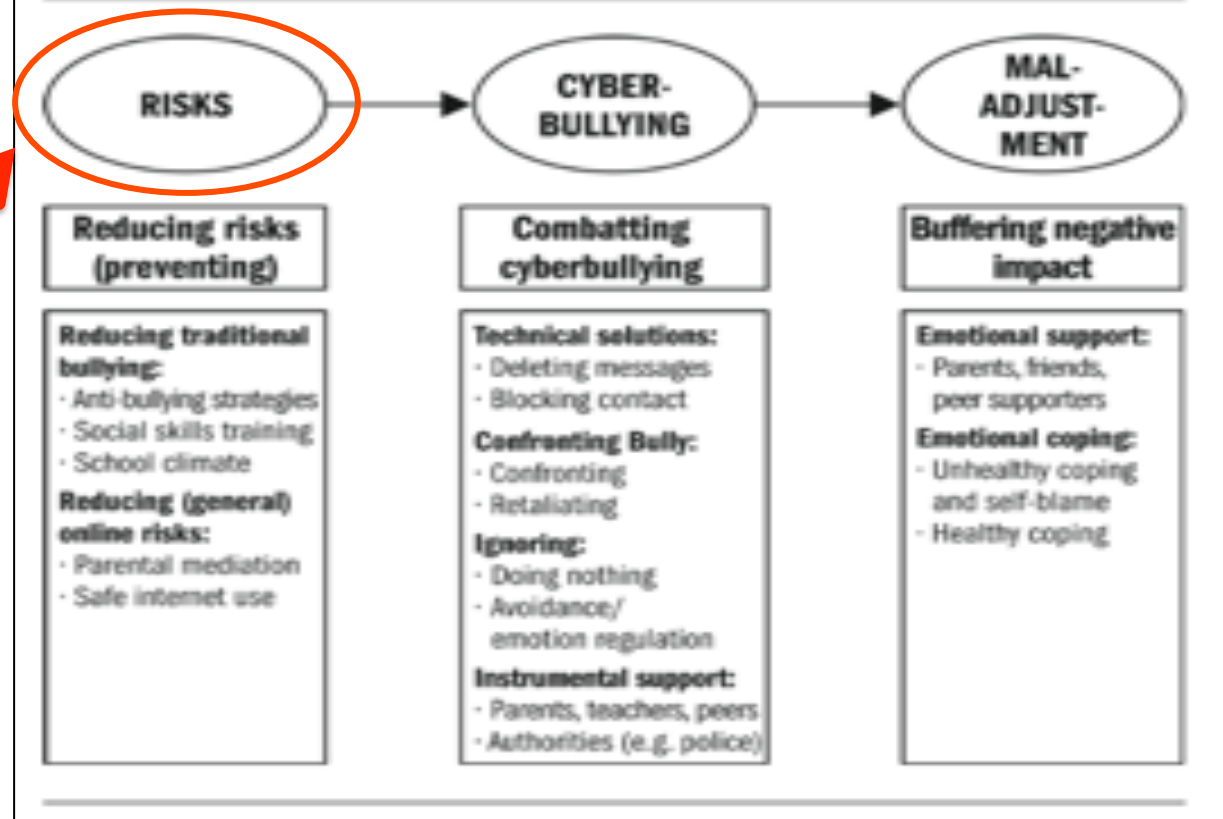 RISKS
CYBER-
BULLYING
MAL-
ADJUST-
MENT
Reducing risks
(preventing)
Combatting
cyberbullying
Buffering negative
impact
Reducing traditional
bullying:
· Anti-bullying strategies
· Social skills training
· School climate
Reducing (general)
online risks:
· Parental mediation
· Safe internet use
Technical solutions:
· Deleting messages
· Blocking contact
Confronting Bully:
· Confronting
· Retaliating
Ignoring:
· Doing nothing
· Avoidance/
emotion regulation
Instrumental support:
· Parents, teachers, peers
· Authorities (e.g. police)
Emotional support:
· Parents, friends,
peer supporters
Emotional coping:
· Unhealthy coping
and self-blame
· Healthy coping